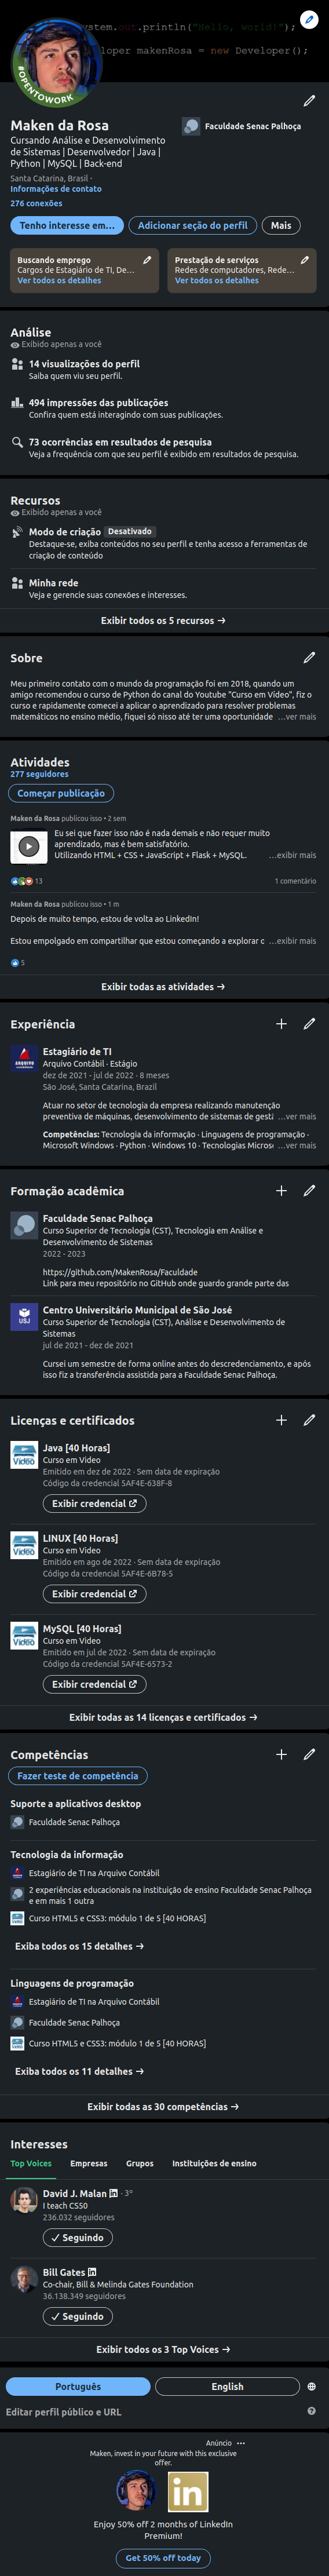 System.out.println("Hello, world!");
loper makenRosa = new Developer();
#OPENTOWORK
Maken da Rosa
Faculdade Senac Palhoça
Cursando Análise e Desenvolvimento
de Sistemas | Desenvolvedor | Java |
Python | MySQL | Back-end
Santa Catarina, Brasil ·
Informações de contato
276 conexões
Tenho interesse em…
Adicionar seção do perfil
Mais
Buscando emprego
Cargos de Estagiário de TI, De…
Ver todos os detalhes
Prestação de serviços
Redes de computadores, Rede…
Ver todos os detalhes
Análise
Exibido apenas a você
14 visualizações do perfil
Saiba quem viu seu perfil.
494 impressões das publicações
Confira quem está interagindo com suas publicações.
73 ocorrências em resultados de pesquisa
Veja a frequência com que seu perfil é exibido em resultados de pesquisa.
Recursos
Exibido apenas a você
Modo de criação Desativado
Destaque-se, exiba conteúdos no seu perfil e tenha acesso a ferramentas de
criação de conteúdo
Minha rede
Veja e gerencie suas conexões e interesses.
Exibir todos os 5 recursos →
Sobre
Meu primeiro contato com o mundo da programação foi em 2018, quando um
amigo recomendou o curso de Python do canal do Youtube "Curso em Vídeo", fiz o
curso e rapidamente comecei a aplicar o aprendizado para resolver problemas
matemáticos no ensino médio, fiquei só nisso até ter uma oportunidade …ver mais
Atividades
277 seguidores
Começar publicação
Maken da Rosa publicou isso • 2 sem
Eu sei que fazer isso não é nada demais e não requer muito
aprendizado, mas é bem satisfatório.
Utilizando HTML + CSS + JavaScript + Flask + MySQL. …exibir mais
13
1 comentário
Maken da Rosa publicou isso • 1 m
Depois de muito tempo, estou de volta ao LinkedIn!
Estou empolgado em compartilhar que estou começando a explorar o …exibir mais
5
Exibir todas as atividades →
Experiência
Estagiário de TI
Arquivo Contábil · Estágio
dez de 2021 - jul de 2022 · 8 meses
São José, Santa Catarina, Brazil
Atuar no setor de tecnologia da empresa realizando manutenção
preventiva de máquinas, desenvolvimento de sistemas de gestã …ver mais
Competências: Tecnologia da informação · Linguagens de programação ·
Microsoft Windows · Python · Windows 10 · Tecnologias Micros …ver mais
Formação acadêmica
Faculdade Senac Palhoça
Curso Superior de Tecnologia (CST), Tecnologia em Análise e
Desenvolvimento de Sistemas
2022 - 2023
https://github.com/MakenRosa/Faculdade
Link para meu repositório no GitHub onde guardo grande parte das
USJ
Centro Universitário Municipal de São José
Curso Superior de Tecnologia (CST), Análise e Desenvolvimento de
Sistemas
jul de 2021 - dez de 2021
Cursei um semestre de forma online antes do descredenciamento, e após
isso fiz a transferência assistida para a Faculdade Senac Palhoça.
Licenças e certificados
Java [40 Horas]
Curso em Vídeo
Emitido em dez de 2022 · Sem data de expiração
Código da credencial 5AF4E-638F-8
Exibir credencial
LINUX [40 Horas]
Curso em Vídeo
Emitido em ago de 2022 · Sem data de expiração
Código da credencial 5AF4E-6B78-5
Exibir credencial
MySQL [40 Horas]
Curso em Vídeo
Emitido em jul de 2022 · Sem data de expiração
Código da credencial 5AF4E-6573-2
Exibir credencial
Exibir todas as 14 licenças e certificados →
Competências
Fazer teste de competência
Suporte a aplicativos desktop
Faculdade Senac Palhoça
Tecnologia da informação
Estagiário de TI na Arquivo Contábil
2 experiências educacionais na instituição de ensino Faculdade Senac Palhoça
e em mais 1 outra
Curso HTML5 e CSS3: módulo 1 de 5 [40 HORAS]
Exiba todos os 15 detalhes →
Linguagens de programação
Estagiário de TI na Arquivo Contábil
Faculdade Senac Palhoça
Curso HTML5 e CSS3: módulo 1 de 5 [40 HORAS]
Exiba todos os 11 detalhes →
Exibir todas as 30 competências →
Interesses
Top Voices
Empresas
Grupos
Instituições de ensino
David J. Malan in · 3º
I teach CS50
236.032 seguidores
Seguindo
Bill Gates in
Co-chair, Bill & Melinda Gates Foundation
36.138.349 seguidores
Seguindo
Exibir todos os 3 Top Voices →
Português
English
Editar perfil público e URL
Anúncio
Maken, invest in your future with this exclusive
offer.
in
Enjoy 50% off 2 months of LinkedIn
Premium!
Get 50% off today